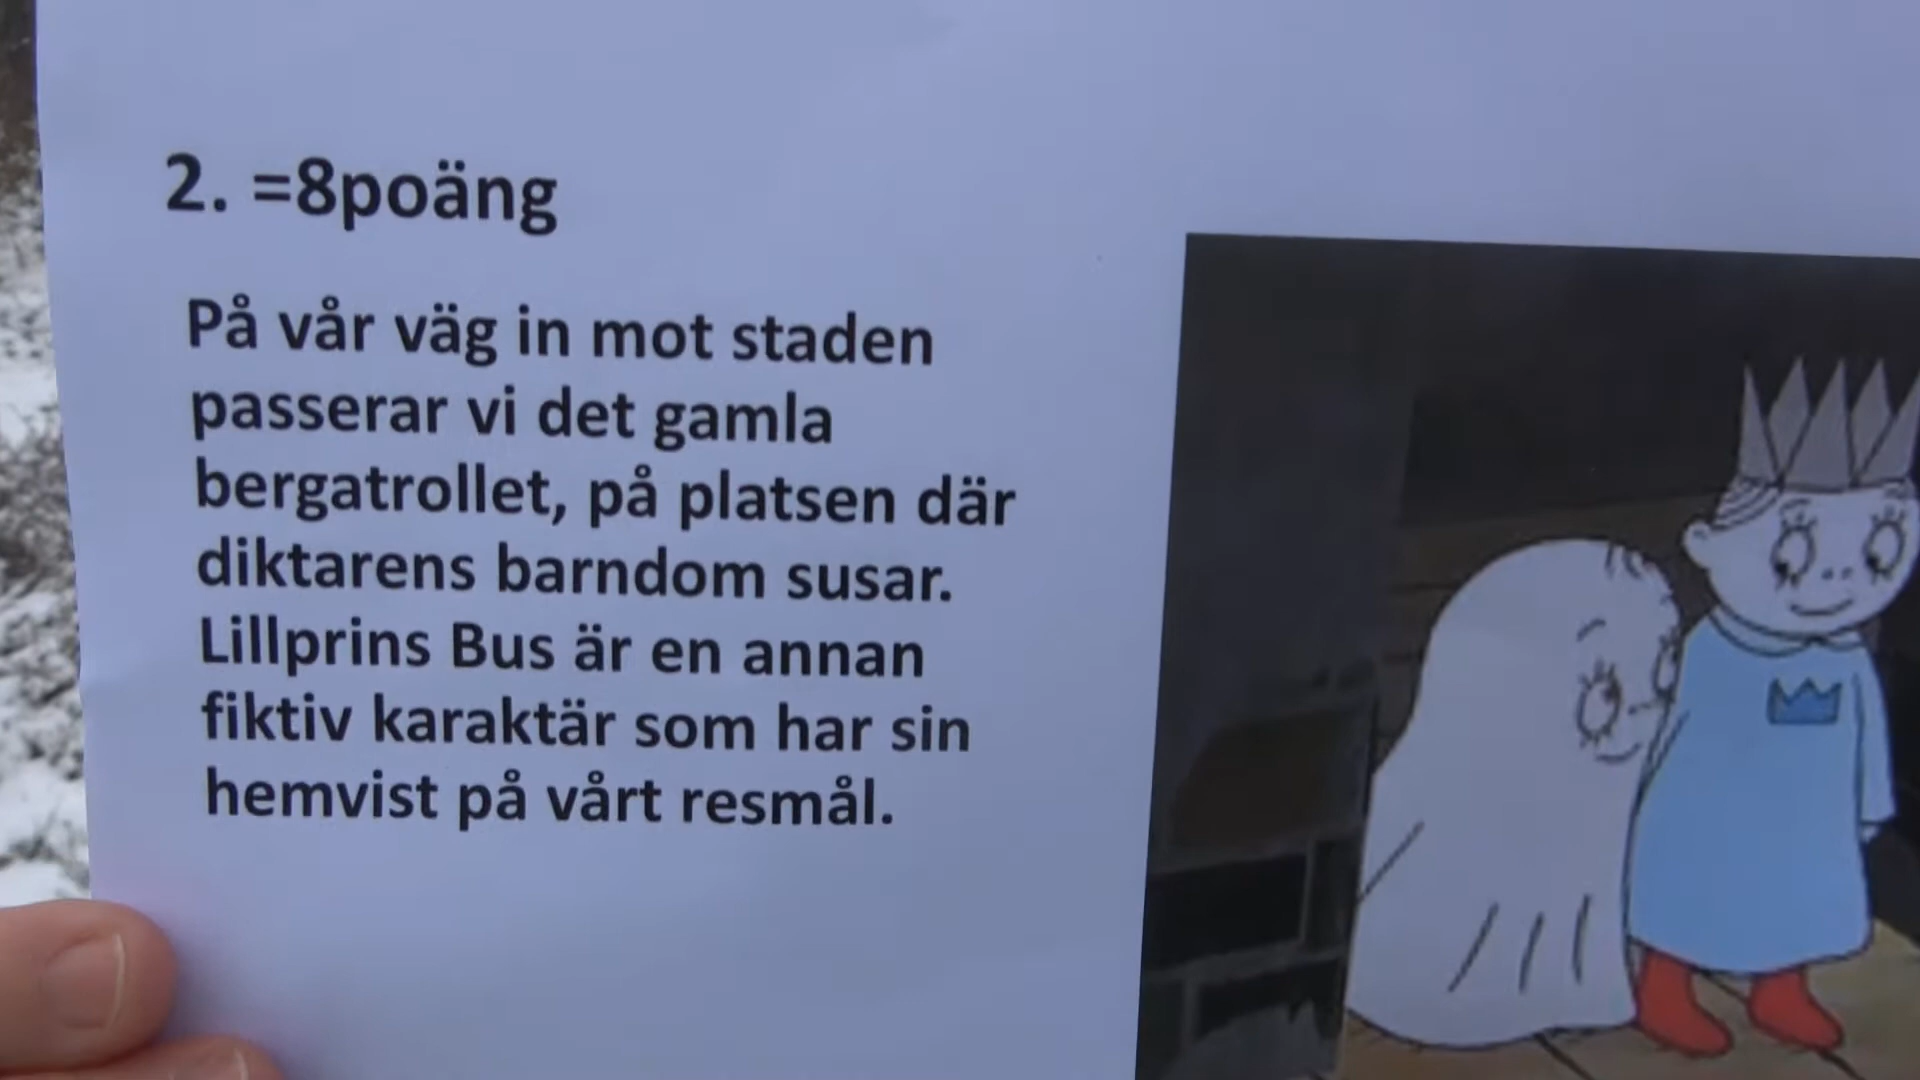 2. =8poäng
På vår väg in mot staden
passerar vi det gamla
bergatrollet, på platsen där
diktarens barndom susar.
Lillprins Bus är en annan
fiktiv karaktär som har sin
hemvist på vårt resmål.